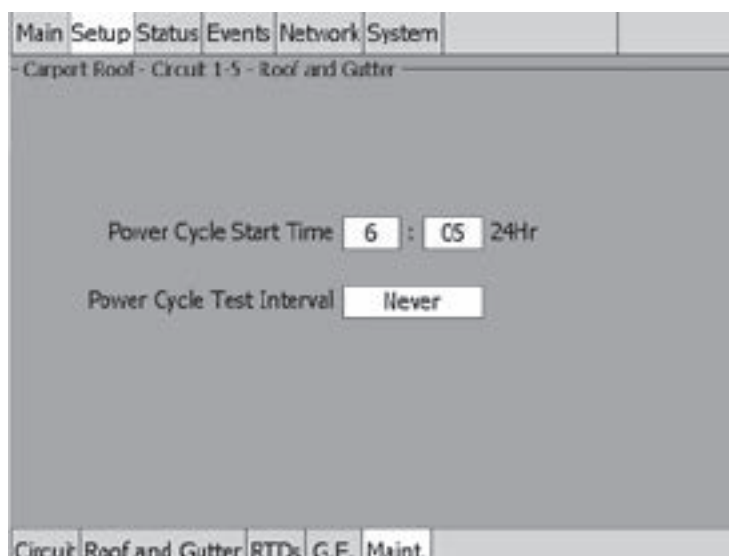 Main Setup Status Events Network System
Carport Roof - Circuit 1-5 - Roof and Gutter
Power Cycle Start Time 6 : 05 24Hr
Power Cycle Test Interval Never
Circuit Roof and Gutter RTDs G.F. Maint.